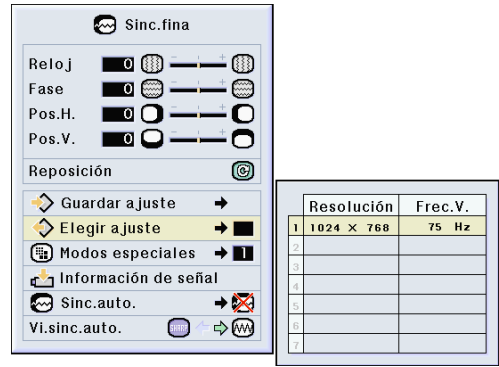 Sinc.fina
Reloj 0 - +
Fase 0 - +
Pos.H. 0 - +
Pos.V. 0 - +
Reposición
Guardar ajuste
Elegir ajuste
Modos especiales 1
Información de señal
Sinc.auto.
Vi.sinc.auto. SHARP
Resolución Frec.V.
1 1024 × 768 75 Hz
2
3
4
5
6
7